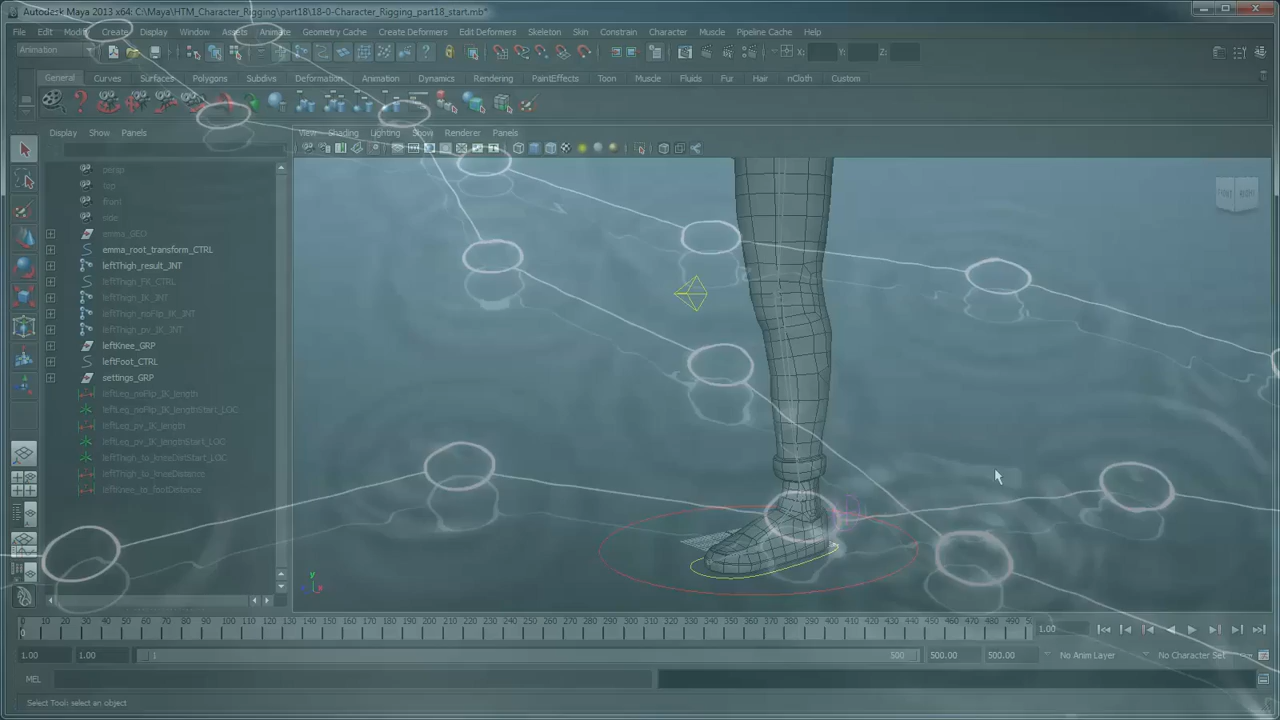 Autodesk Maya 2013 x64: C:\Maya\HTM_Character_Rigging\part18\18-0-Character_Rigging_part18_start.mb*
File Edit Modify Create Display Window Assets Animate Geometry Cache Create Deformers Edit Deformers Skeleton Skin Constrain Character Muscle Pipeline Cache Help
Animation X: Y: Z:
General Curves Surfaces Polygons Subdivs Deformation Animation Dynamics Rendering PaintEffects Toon Muscle Fluids Fur Hair nCloth Custom
Display Show Panels View Shading Lighting Show Renderer Panels
persp
top
front
side
emma_GEO
emma_root_transform_CTRL
leftThigh_result_JNT
leftThigh_FK_CTRL
leftThigh_IK_JNT
leftThigh_noFlip_IK_JNT
leftThigh_pv_IK_JNT
leftKnee_GRP
leftFoot_CTRL
settings_GRP
leftLeg_noFlip_IK_length
leftLeg_noFlip_IK_lengthStart_LOC
leftLeg_pv_IK_length
leftLeg_pv_IK_lengthStart_LOC
leftThigh_to_kneeDistStart_LOC
leftThigh_to_kneeDistance
leftKnee_to_footDistance
FRONT RIGHT
y
x
0 10 20 30 40 50 60 70 80 90 100 110 120 130 140 150 160 170 180 190 200 210 220 230 240 250 260 270 280 290 300 310 320 330 340 350 360 370 380 390 400 410 420 430 440 450 460 470 480 490 1.00
0
1.00 1.00 1 500 500.00 500.00 No Anim Layer No Character Set
MEL
Select Tool: select an object